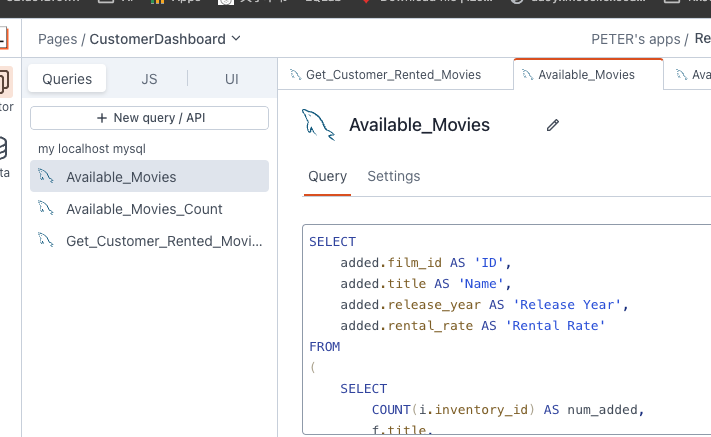 Pages / CustomerDashboard
PETER's apps / Re
Queries
JS
UI
Get_Customer_Rented_Movies
Available_Movies
Ava
+ New query / API
tor
my localhost mysql
Available_Movies
Available_Movies
ta
Query
Settings
Available_Movies_Count
Get_Customer_Rented_Movi...
SELECT
added.film_id AS 'ID',
added.title AS 'Name',
added.release_year AS 'Release Year',
added.rental_rate AS 'Rental Rate'
FROM
(
SELECT
COUNT(i.inventory_id) AS num_added,
f.title,